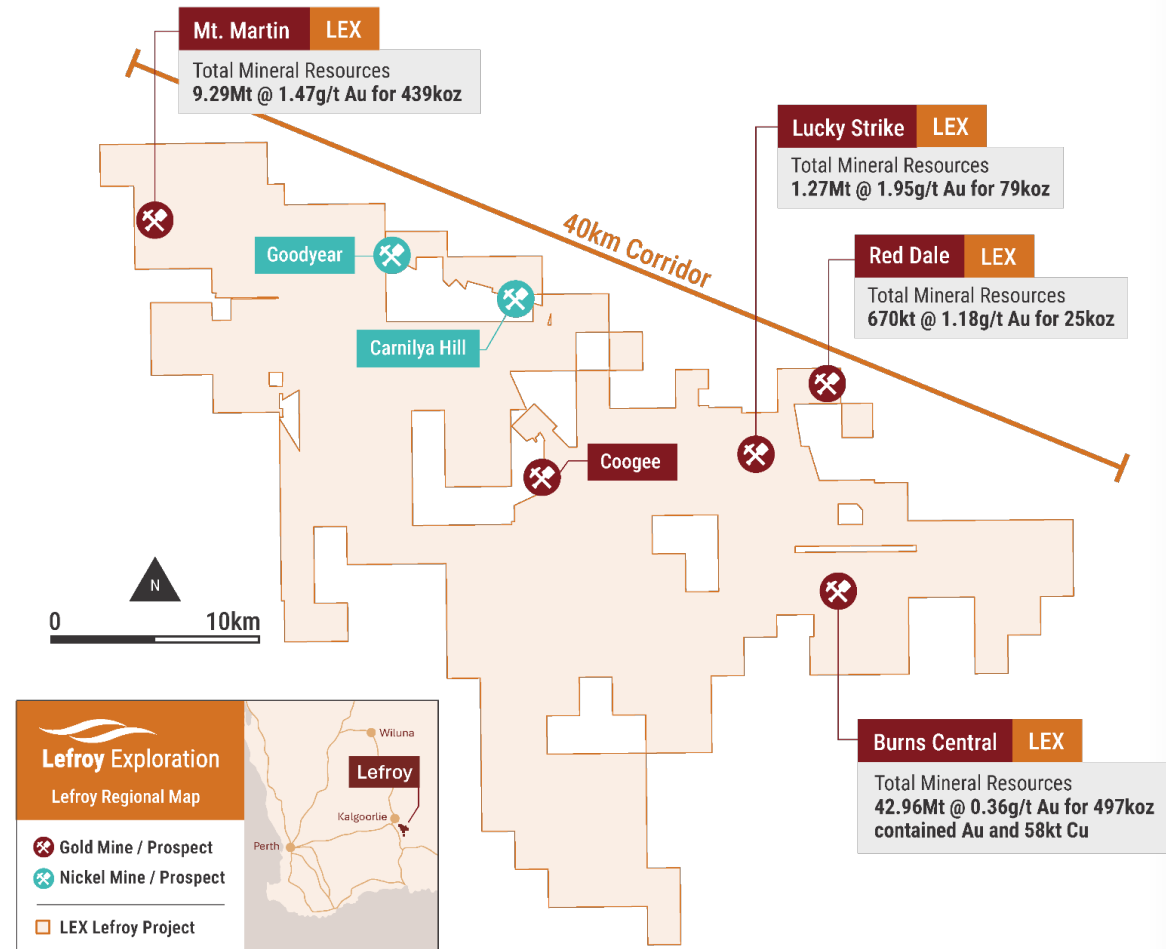 Mt. Martin LEX
Total Mineral Resources
9.29Mt @ 1.47g/t Au for 439koz
Lucky Strike LEX
Total Mineral Resources
1.27Mt @ 1.95g/t Au for 79koz
40km Corridor
Red Dale LEX
Total Mineral Resources
670kt @ 1.18g/t Au for 25koz
Goodyear
Carnilya Hill
Coogee
N
0 10km
Burns Central LEX
Total Mineral Resources
42.96Mt @ 0.36g/t Au for 497koz
contained Au and 58kt Cu
Lefroy Exploration
Lefroy Regional Map
Gold Mine / Prospect
Nickel Mine / Prospect
LEX Lefroy Project
Wiluna
Lefroy
Kalgoorlie
Perth